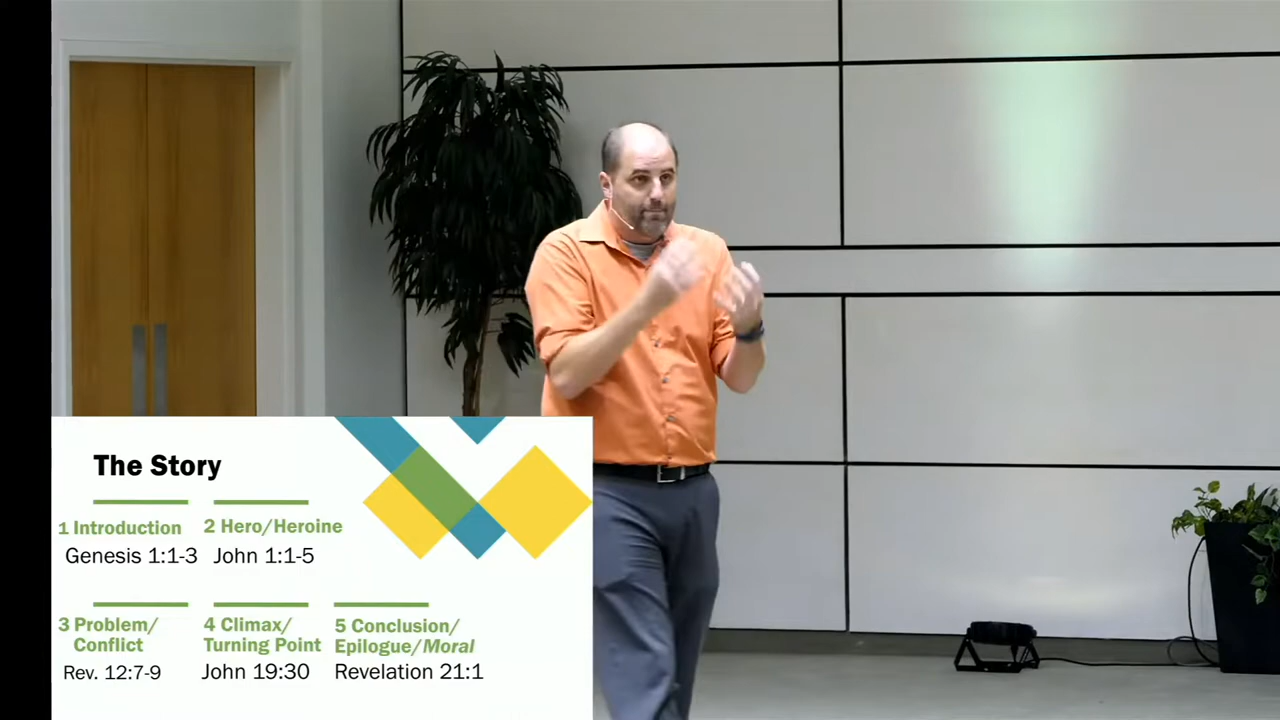 The Story
1 Introduction
Genesis 1:1-3
2 Hero/Heroine
John 1:1-5
3 Problem/
Conflict
Rev. 12:7-9
4 Climax/
Turning Point
John 19:30
5 Conclusion/
Epilogue/Moral
Revelation 21:1